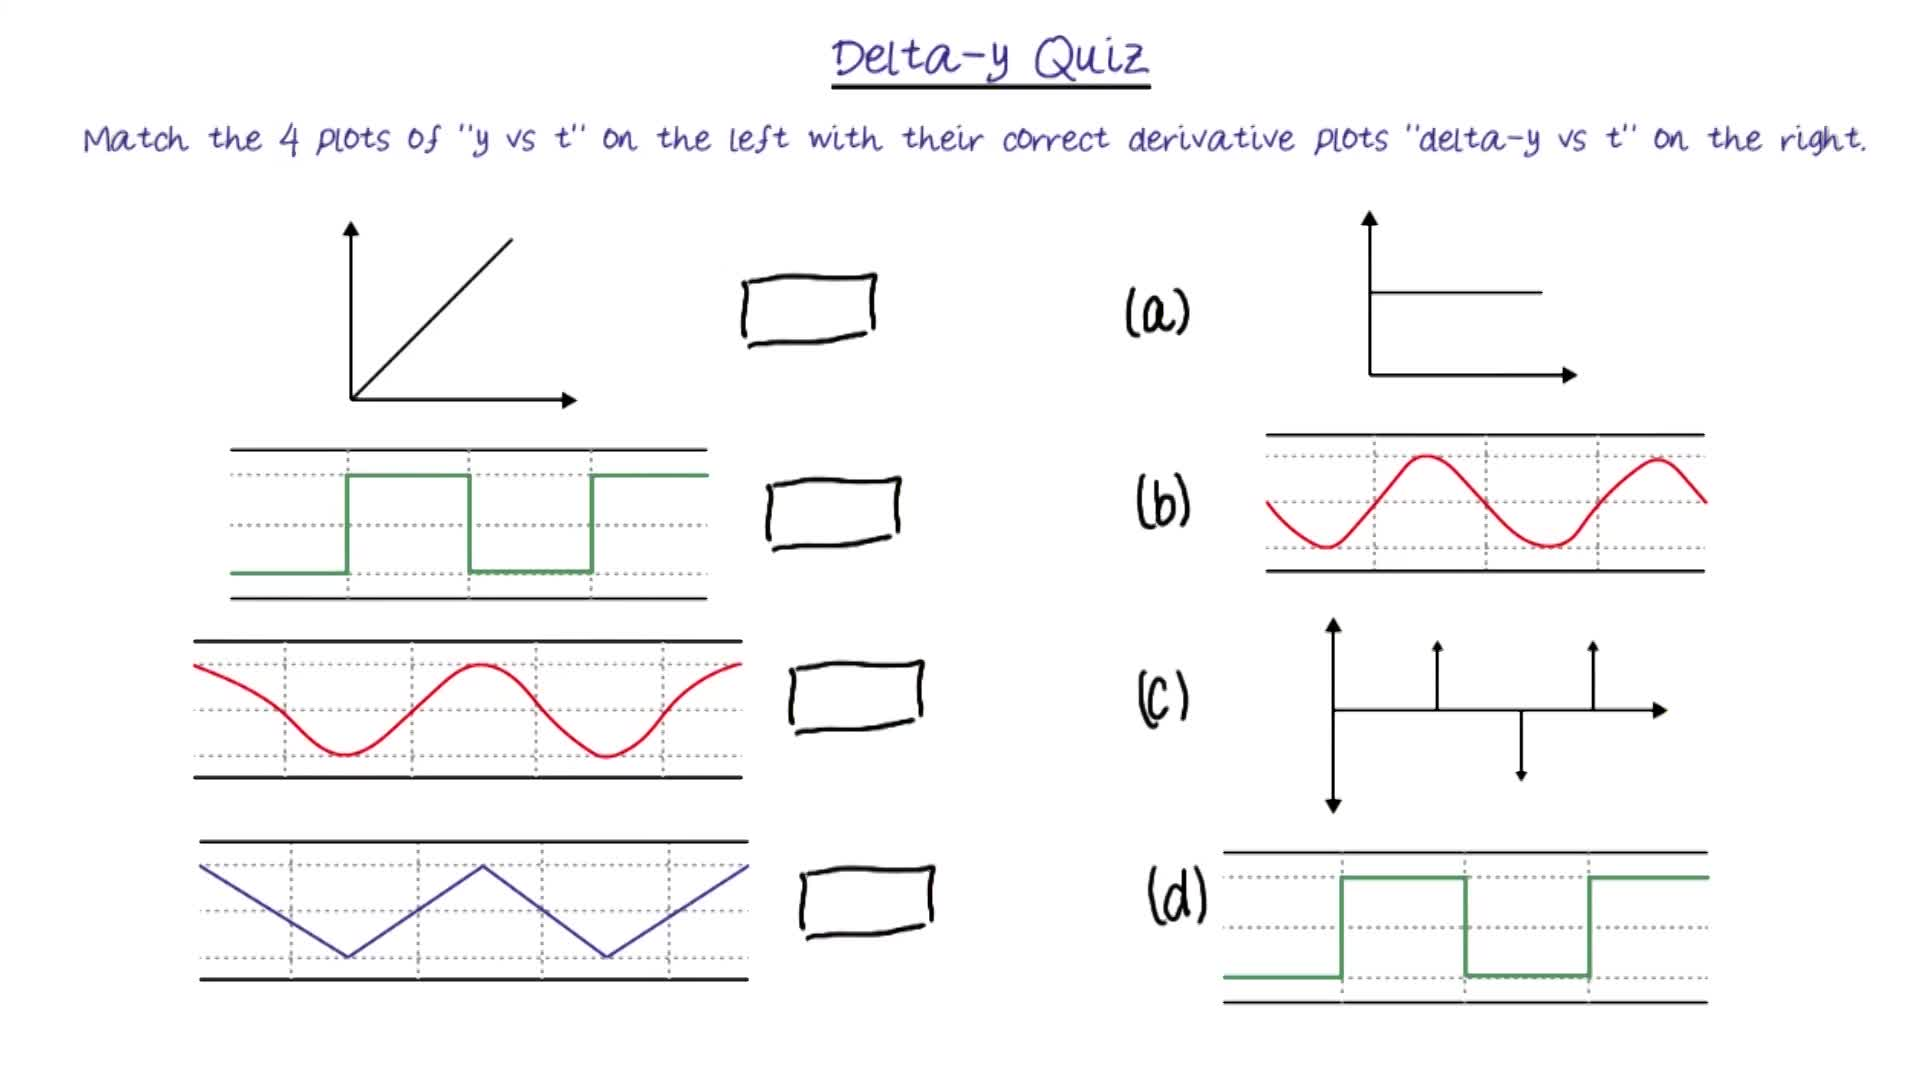 Delta-y Quiz
Match the 4 plots of "y vs t" on the left with their correct derivative plots "delta-y vs t" on the right.
(a)
(b)
(c)
(d)